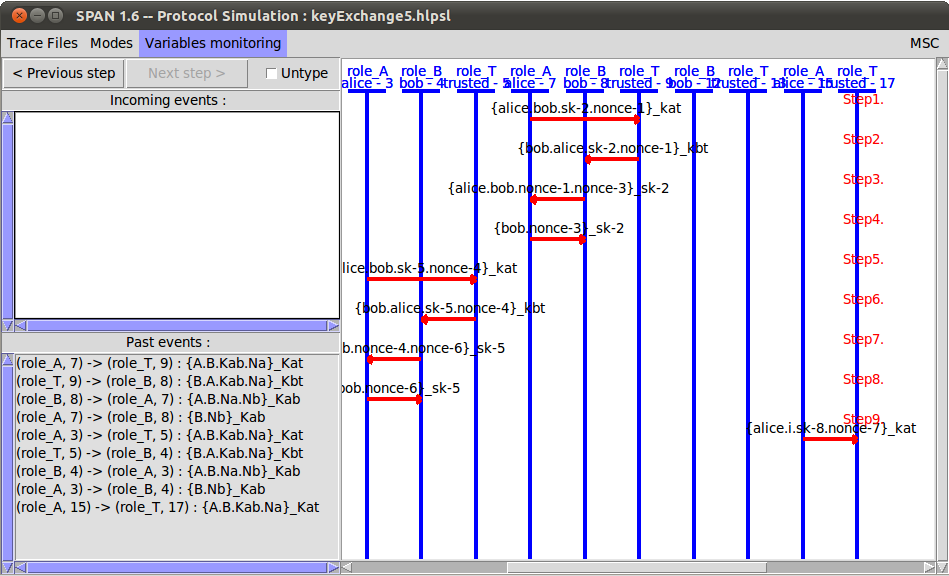 SPAN 1.6 -- Protocol Simulation : keyExchange5.hlpsl
Trace Files Modes Variables monitoring MSC
< Previous step Next step > Untype
Incoming events :
Past events :
(role_A, 7) -> (role_T, 9) : {A.B.Kab.Na}_Kat
(role_T, 9) -> (role_B, 8) : {B.A.Kab.Na}_Kbt
(role_B, 8) -> (role_A, 7) : {A.B.Na.Nb}_Kab
(role_A, 7) -> (role_B, 8) : {B.Nb}_Kab
(role_A, 3) -> (role_T, 5) : {A.B.Kab.Na}_Kat
(role_T, 5) -> (role_B, 4) : {B.A.Kab.Na}_Kbt
(role_B, 4) -> (role_A, 3) : {A.B.Na.Nb}_Kab
(role_A, 3) -> (role_B, 4) : {B.Nb}_Kab
(role_A, 15) -> (role_T, 17) : {A.B.Kab.Na}_Kat
role_A role_B role_T role_A role_B role_T role_B role_T role_A role_T
alice - 3 bob - 4 trusted - 5 alice - 7 bob - 8 trusted - 9 bob - 12 trusted - 13 alice - 15 trusted - 17
Step1.
{alice.bob.sk-2.nonce-1}_kat
Step2.
{bob.alice.sk-2.nonce-1}_kbt
Step3.
{alice.bob.nonce-1.nonce-3}_sk-2
Step4.
{bob.nonce-3}_sk-2
Step5.
lice.bob.sk-5.nonce-4}_kat
Step6.
{bob.alice.sk-5.nonce-4}_kbt
Step7.
b.nonce-4.nonce-6}_sk-5
Step8.
bob.nonce-6}_sk-5
Step9.
{alice.i.sk-8.nonce-7}_kat